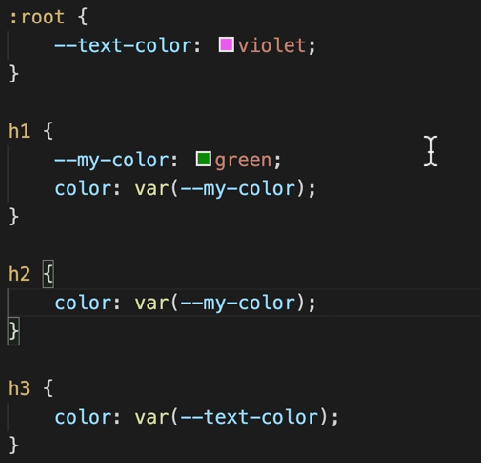 :root {
    --text-color: violet;
}
h1 {
    --my-color: green;
    color: var(--my-color);
}
h2 {
    color: var(--my-color);
}
h3 {
    color: var(--text-color);
}